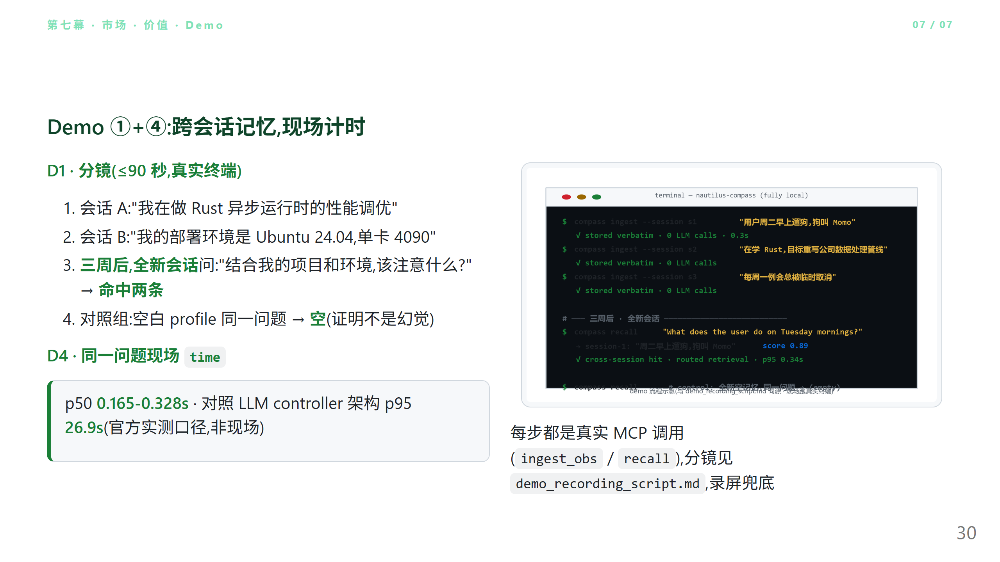 第七幕 · 市场 · 价值 · Demo
07 / 07
Demo ①+④:跨会话记忆,现场计时
D1 · 分镜(≤90 秒,真实终端)
1. 会话 A:"我在做 Rust 异步运行时的性能调优"
2. 会话 B:"我的部署环境是 Ubuntu 24.04,单卡 4090"
3. 三周后,全新会话问:"结合我的项目和环境,该注意什么?"
→ 命中两条
4. 对照组:空白 profile 同一问题 → 空(证明不是幻觉)
D4 · 同一问题现场 time
p50 0.165-0.328s · 对照 LLM controller 架构 p95
26.9s(官方实测口径,非现场)
terminal — nautilus-compass (fully local)
$ compass ingest --session s1 "用户周二早上遛狗,狗叫 Momo"
√ stored verbatim · 0 LLM calls · 0.3s
$ compass ingest --session s2 "在学 Rust,目标重写公司数据处理管线"
√ stored verbatim · 0 LLM calls
$ compass ingest --session s3 "每周一例会总被临时取消"
√ stored verbatim · 0 LLM calls
# ─── 三周后 · 全新会话 ───────────────────────────
$ compass recall "What does the user do on Tuesday mornings?"
→ session-1: "周二早上遛狗,狗叫 Momo" score 0.89
√ cross-session hit · routed retrieval · p95 0.34s
$ compass recall # control: 全新空记忆,同一问题 → (empty)
demo 流程示意(与 demo_recording_script.md 同源 · 现场跑真实终端)
每步都是真实 MCP 调用
( ingest_obs / recall ),分镜见
demo_recording_script.md ,录屏兜底
30